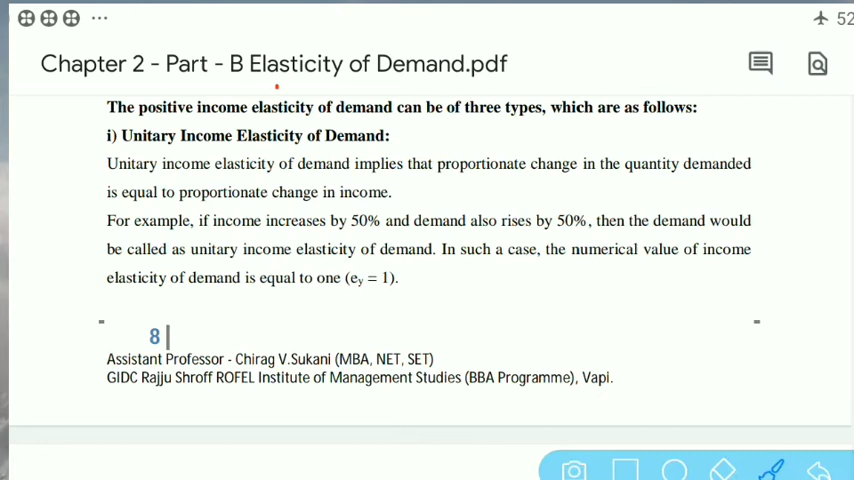 52
Chapter 2 - Part - B Elasticity of Demand.pdf
The positive income elasticity of demand can be of three types, which are as follows:
i) Unitary Income Elasticity of Demand:
Unitary income elasticity of demand implies that proportionate change in the quantity demanded
is equal to proportionate change in income.
For example, if income increases by 50% and demand also rises by 50%, then the demand would
be called as unitary income elasticity of demand. In such a case, the numerical value of income
elasticity of demand is equal to one (ey = 1).
8|
Assistant Professor - Chirag V.Sukani (MBA, NET, SET)
GIDC Rajju Shroff ROFEL Institute of Management Studies (BBA Programme), Vapi.